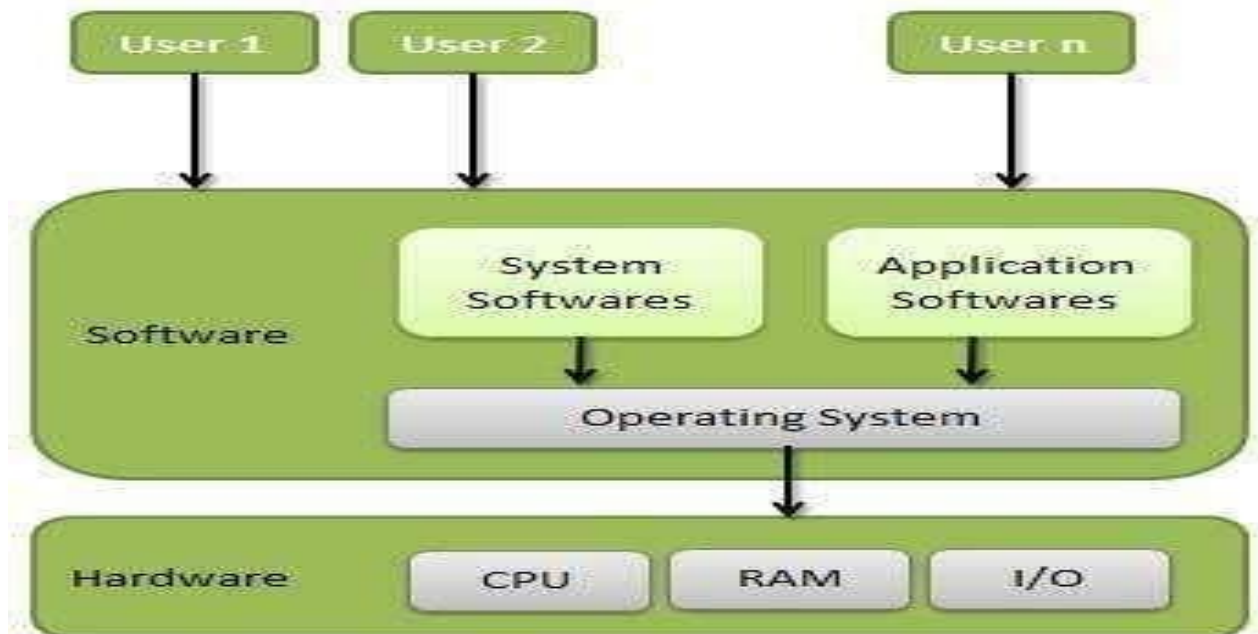 User 1
User 2
User n
System
Softwares
Application
Softwares
Software
Operating System
Hardware
CPU
RAM
I/O